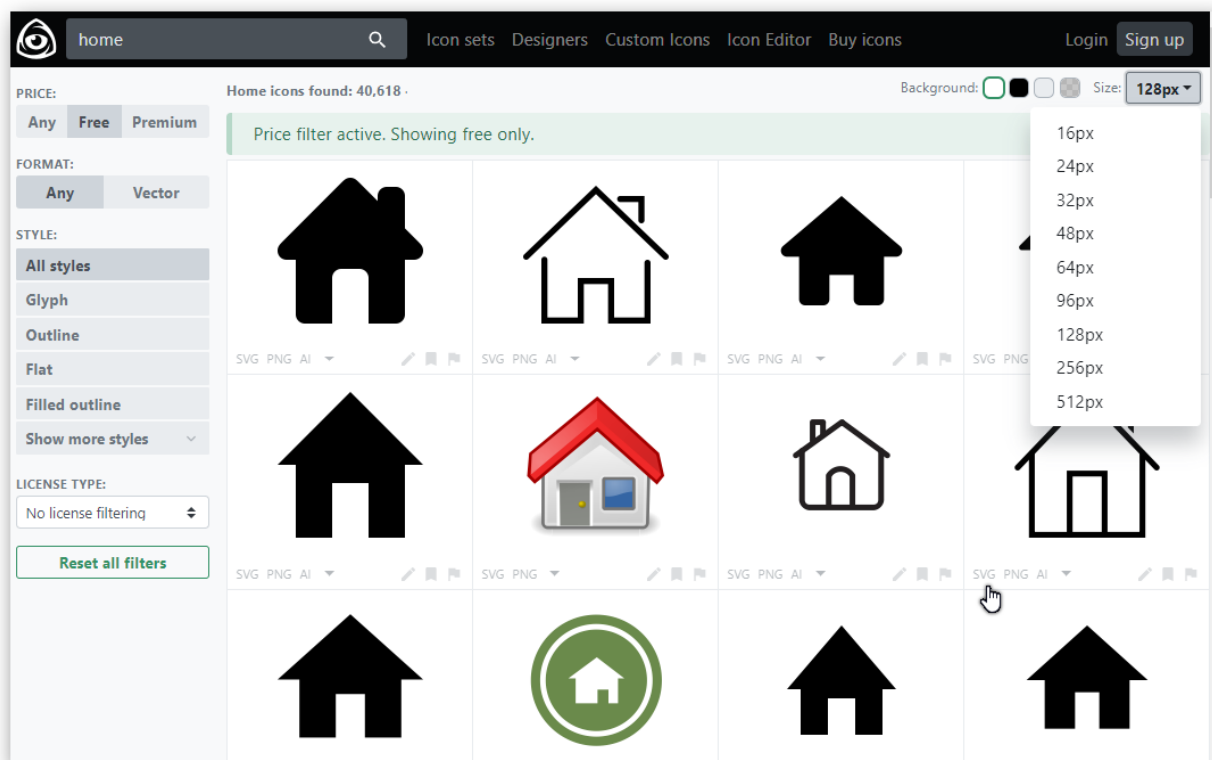 home
Icon sets Designers Custom Icons Icon Editor Buy icons Login Sign up
PRICE:
Any Free Premium
FORMAT:
Any Vector
STYLE:
All styles
Glyph
Outline
Flat
Filled outline
Show more styles
LICENSE TYPE:
No license filtering
Reset all filters
Home icons found: 40,618 ·
Background: Size: 128px
Price filter active. Showing free only.
16px
24px
32px
48px
64px
96px
128px
256px
512px
SVG PNG AI
SVG PNG AI
SVG PNG AI
SVG PNG
SVG PNG AI
SVG PNG
SVG PNG AI
SVG PNG AI